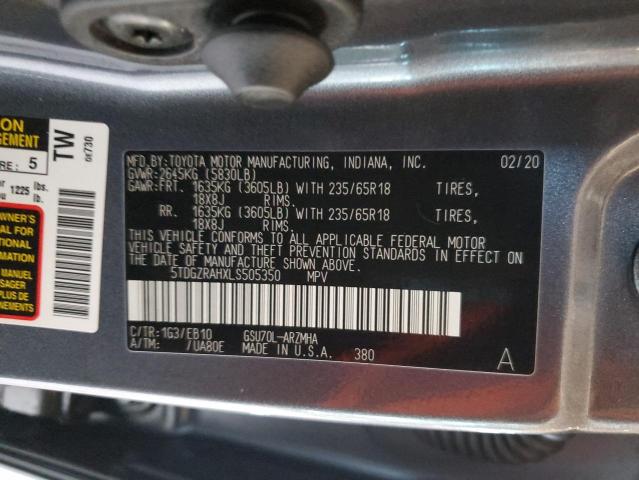 ON
GEMENT
RE: 5
TW
0E730
or 1225 lbs.
OWNER'S
AL FOR
TIONAL
MATION
MANUEL
SAGER
PLUS DE
NEMENTS
MFD.BY:TOYOTA MOTOR MANUFACTURING, INDIANA, INC. 02/20
GVWR:2645KG (5830LB)
GAWR:FRT. 1635KG (3605LB) WITH 235/65R18 TIRES,
18X8J RIMS.
RR. 1635KG (3605LB) WITH 235/65R18 TIRES,
18X8J RIMS.
THIS VEHICLE CONFORMS TO ALL APPLICABLE FEDERAL MOTOR
VEHICLE SAFETY AND THEFT PREVENTION STANDARDS IN EFFECT ON
THE DATE OF MANUFACTURE SHOWN ABOVE.
5TDGZRAHXLS505350 MPV
C/TR:1G3/EB10 GSU70L-ARZMHA
A/TM: /UA80E MADE IN U.S.A. 380
A